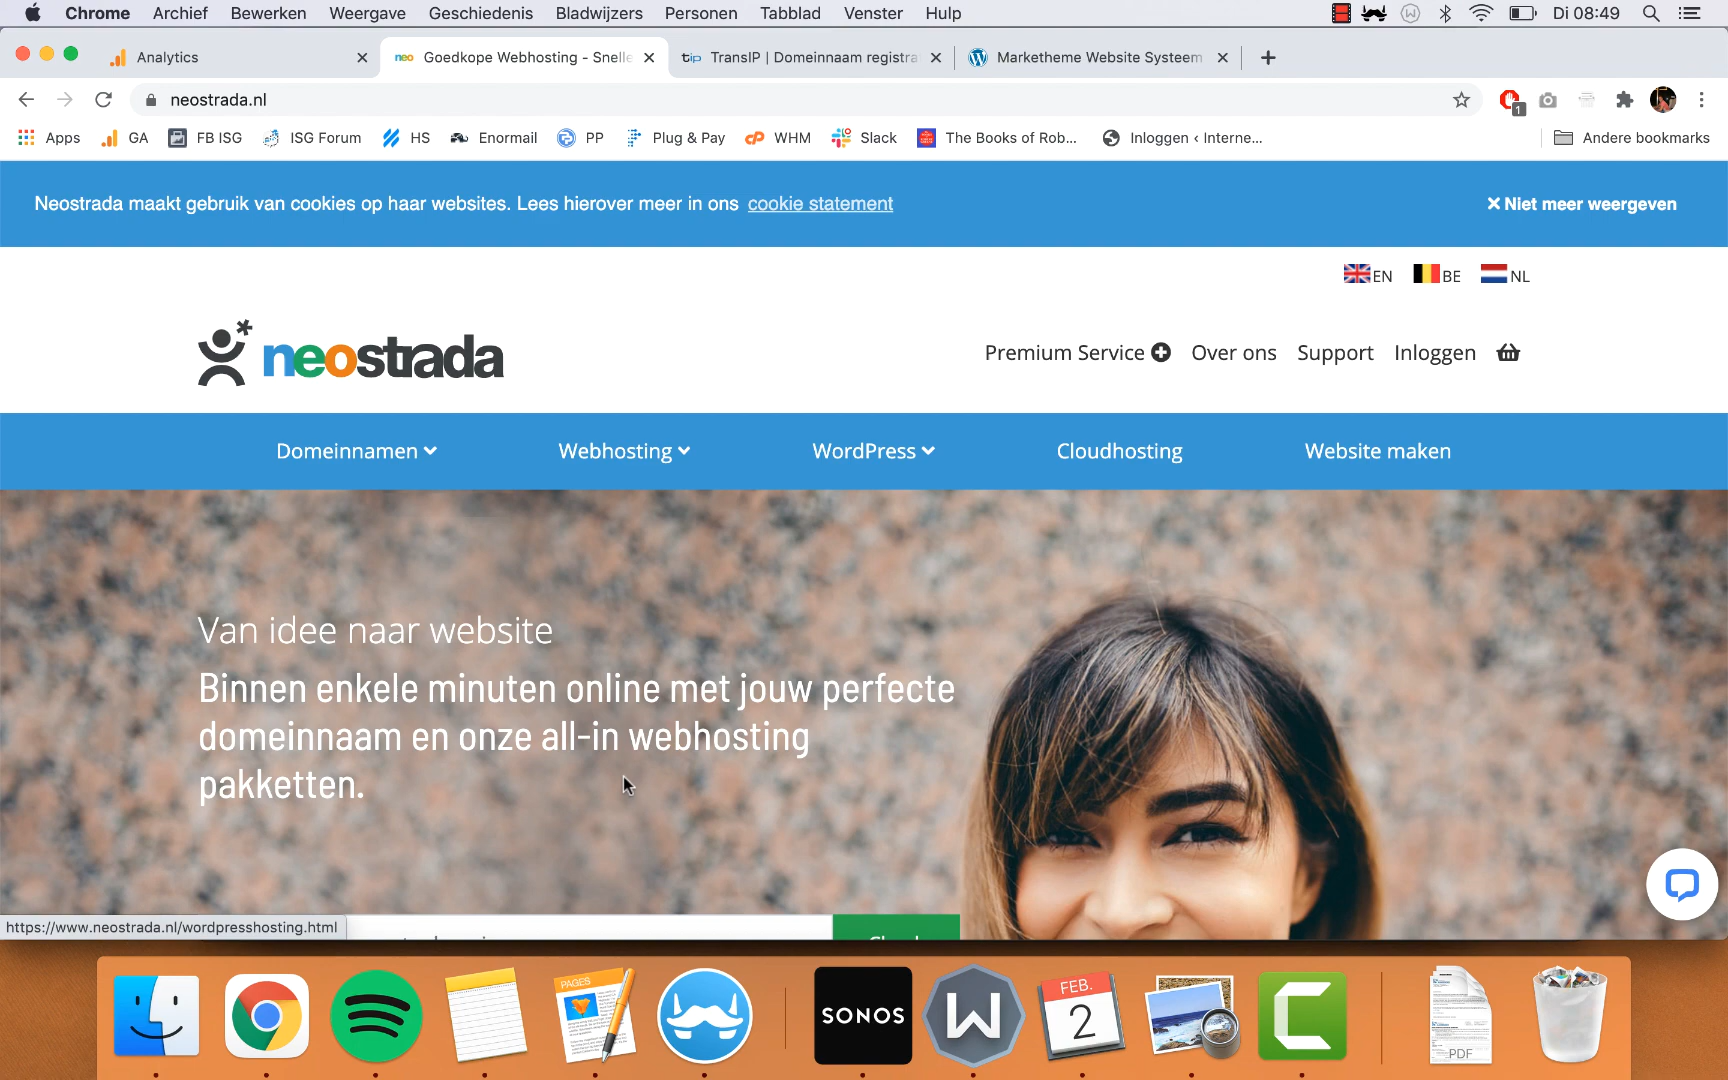 Chrome Archief Bewerken Weergave Geschiedenis Bladwijzers Personen Tabblad Venster Hulp Di 08:49
Analytics
neo Goedkope Webhosting - Snelle
tip TransIP | Domeinnaam registra
Marketheme Website Systeem
neostrada.nl
1
Apps GA FB ISG ISG Forum HS Enormail PP Plug & Pay WHM Slack The Books of Rob... Inloggen ‹ Interne... Andere bookmarks
Neostrada maakt gebruik van cookies op haar websites. Lees hierover meer in ons cookie statement
Niet meer weergeven
EN BE NL
neostrada
Premium Service Over ons Support Inloggen
Domeinnamen Webhosting WordPress Cloudhosting Website maken
Van idee naar website
Binnen enkele minuten online met jouw perfecte
domeinnaam en onze all-in webhosting
pakketten.
https://www.neostrada.nl/wordpresshosting.html
PAGES
SONOS
W
FEB.
2
C
PDF